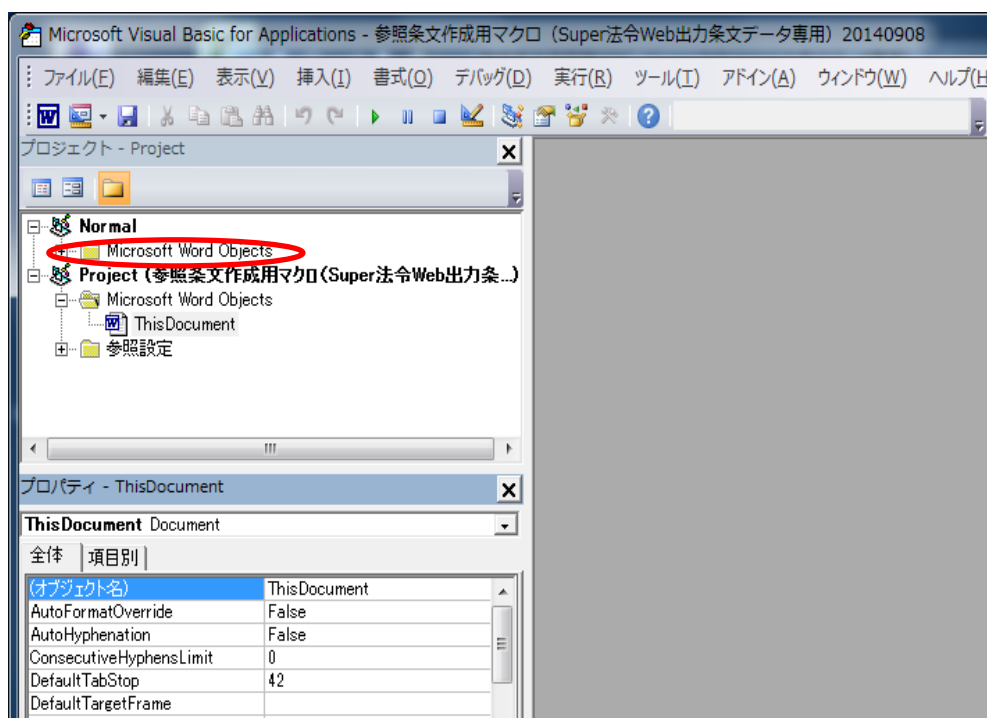 Microsoft Visual Basic for Applications - 参照条文作成用マクロ（Super法令Web出力条文データ専用）20140908
ファイル(F) 編集(E) 表示(V) 挿入(I) 書式(O) デバッグ(D) 実行(R) ツール(T) アドイン(A) ウィンドウ(W) ヘルプ(H
プロジェクト - Project
Normal
Microsoft Word Objects
Project (参照条文作成用マクロ(Super法令Web出力条...)
Microsoft Word Objects
ThisDocument
参照設定
プロパティ - ThisDocument
ThisDocument Document
全体 項目別
(オブジェクト名) ThisDocument
AutoFormatOverride False
AutoHyphenation False
ConsecutiveHyphensLimit 0
DefaultTabStop 42
DefaultTargetFrame